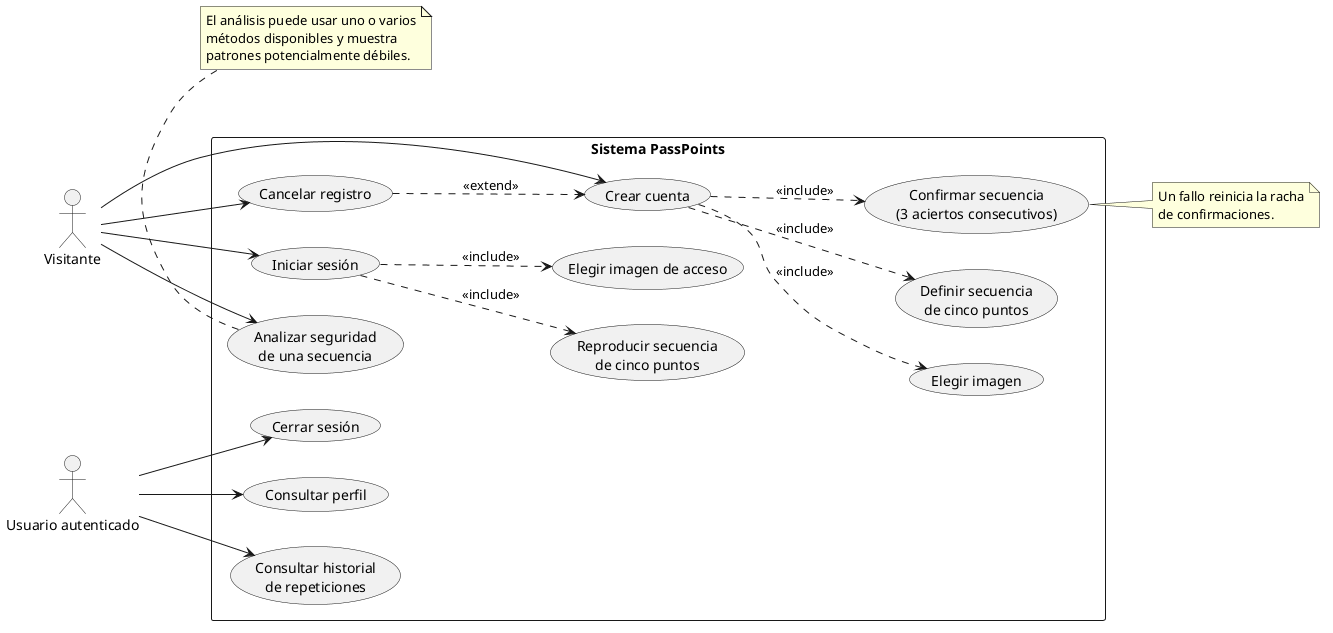 El análisis puede usar uno o varios
métodos disponibles y muestra
patrones potencialmente débiles.
Sistema PassPoints
Visitante
Cancelar registro
«extend»
Crear cuenta
«include»
Confirmar secuencia
(3 aciertos consecutivos)
Un fallo reinicia la racha
de confirmaciones.
Iniciar sesión
«include»
Elegir imagen de acceso
«include»
«include»
Definir secuencia
de cinco puntos
«include»
Analizar seguridad
de una secuencia
Reproducir secuencia
de cinco puntos
Elegir imagen
Usuario autenticado
Cerrar sesión
Consultar perfil
Consultar historial
de repeticiones